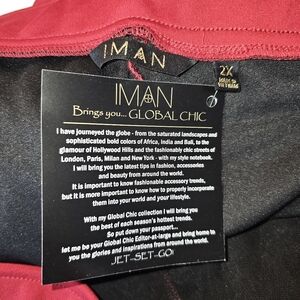 IMAN
2X
MADE IN
VIETNAM
IMAN
Brings you... GLOBAL CHIC
I have journeyed the globe - from the saturated landscapes and
sophisticated bold colors of Africa, India and Bali, to the
glamour of Hollywood Hills and the fashionably chic streets of
London, Paris, Milan and New York - with my style notebook.
I will bring you the latest tips in fashion, accessories
and beauty from around the world.
It is important to know fashionable accessory trends,
but it is more important to know how to properly incorporate
them into your world and your lifestyle.
With my Global Chic collection I will bring you
the best of each season's hottest trends.
So put down your passport...
let me be your Global Chic Editor-at-large and bring home to
you the glories and inspirations from around the world.
JET-SET-GO!